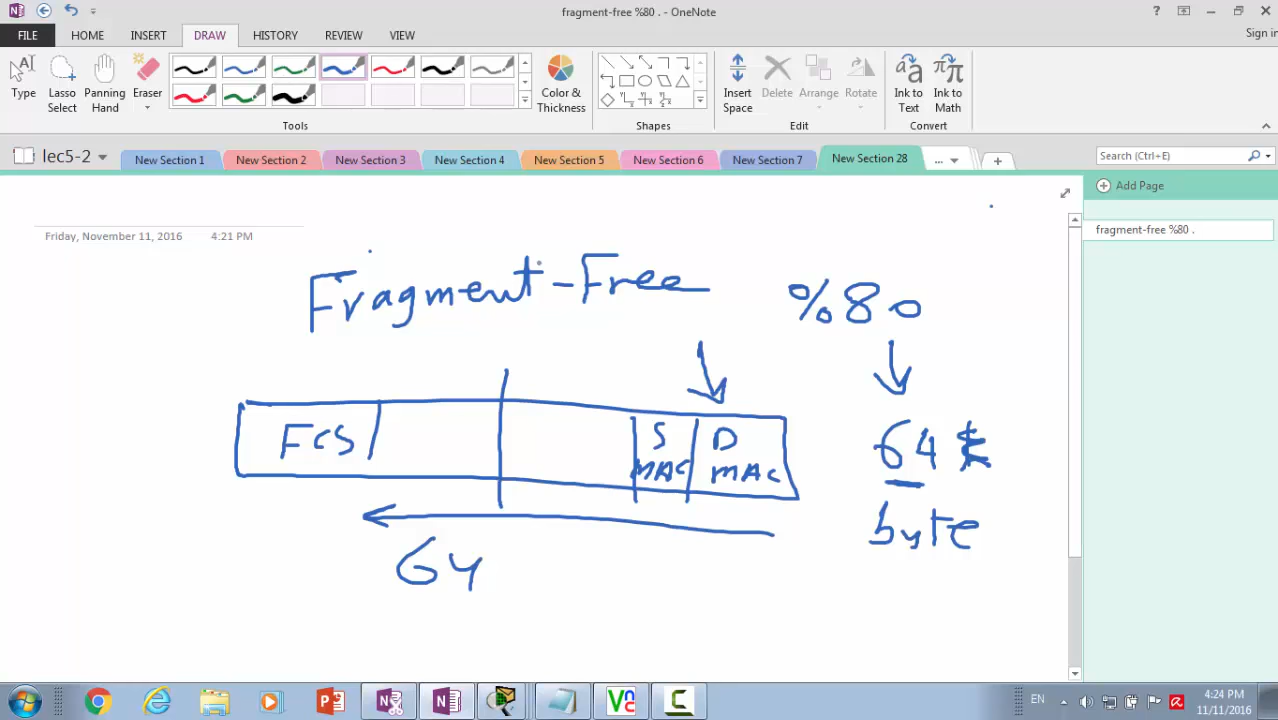 fragment-free %80 . - OneNote
Sign in
FILE HOME INSERT DRAW HISTORY REVIEW VIEW
Type
Lasso Select
Panning Hand
Eraser
Color & Thickness
Insert Space
Delete
Arrange
Rotate
Ink to Text
Ink to Math
Tools
Shapes
Edit
Convert
lec5-2
New Section 1
New Section 2
New Section 3
New Section 4
New Section 5
New Section 6
New Section 7
New Section 28
...
Search (Ctrl+E)
Add Page
fragment-free %80 .
Friday, November 11, 2016 4:21 PM
Fragment-Free %80
FCS
S MAC
D MAC
64
byte
64
EN
4:24 PM
11/11/2016